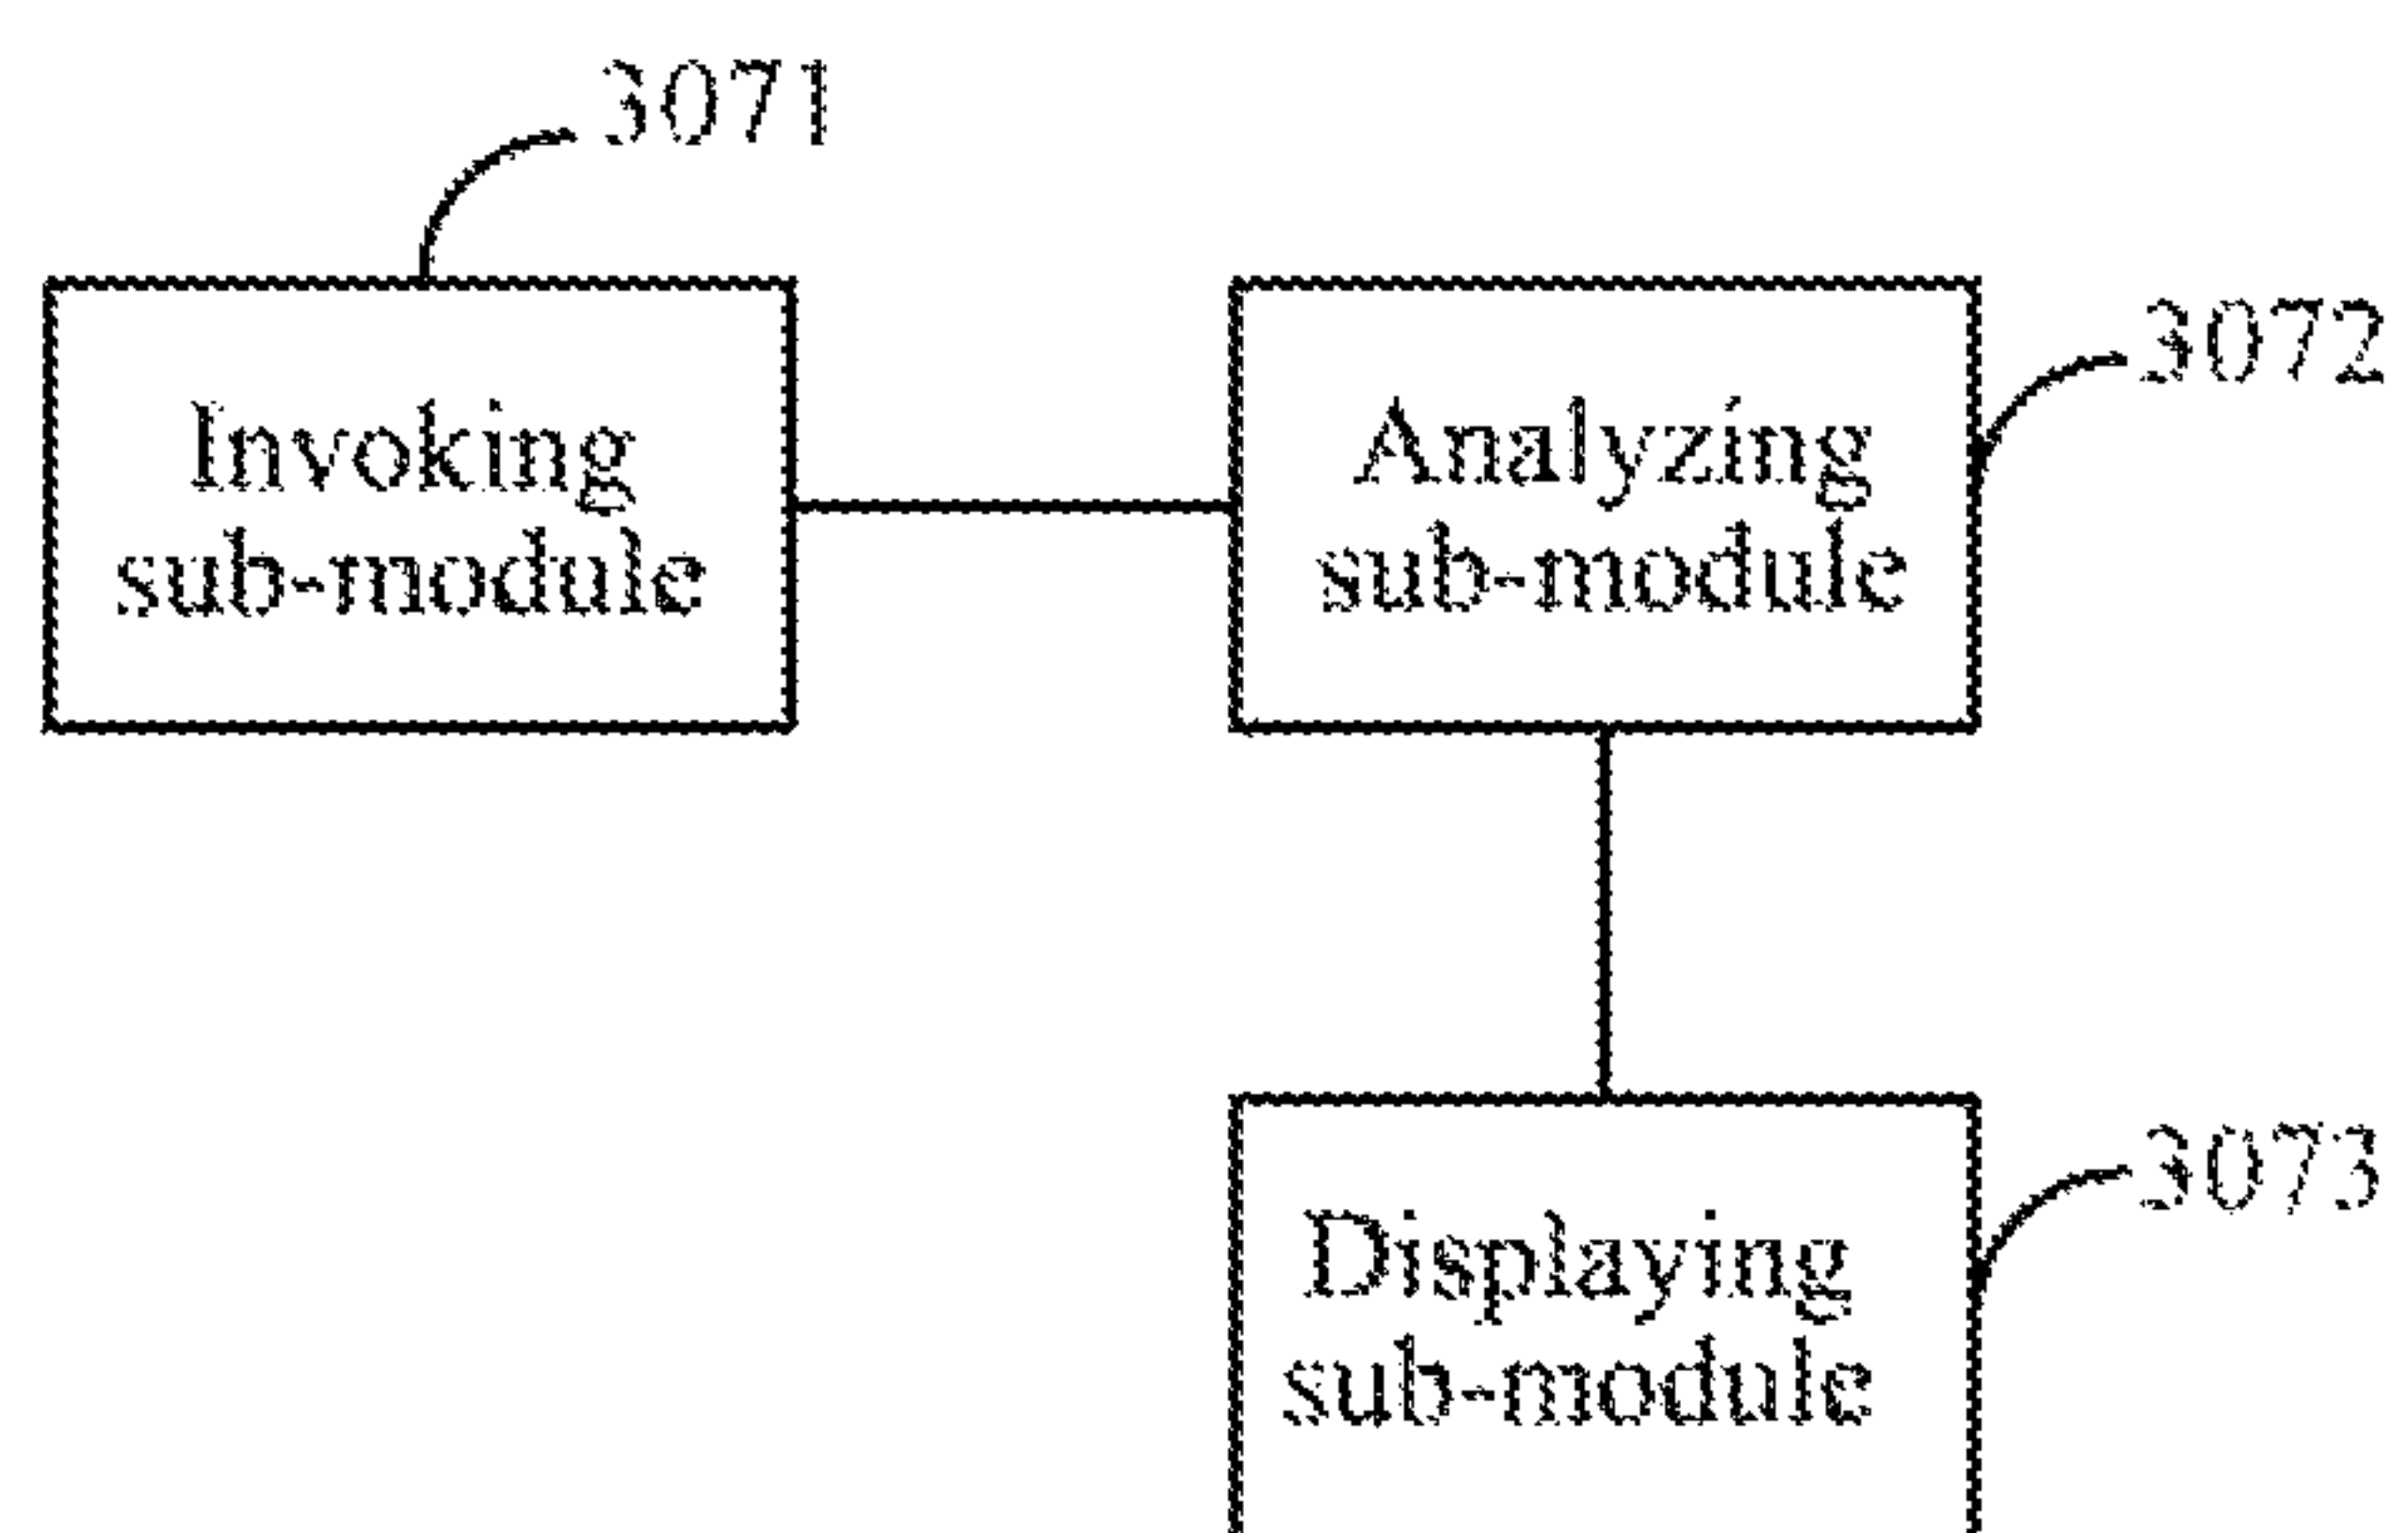 3071
Invoking
sub-module
Analyzing
sub-module
3072
Displaying
sub-module
3073